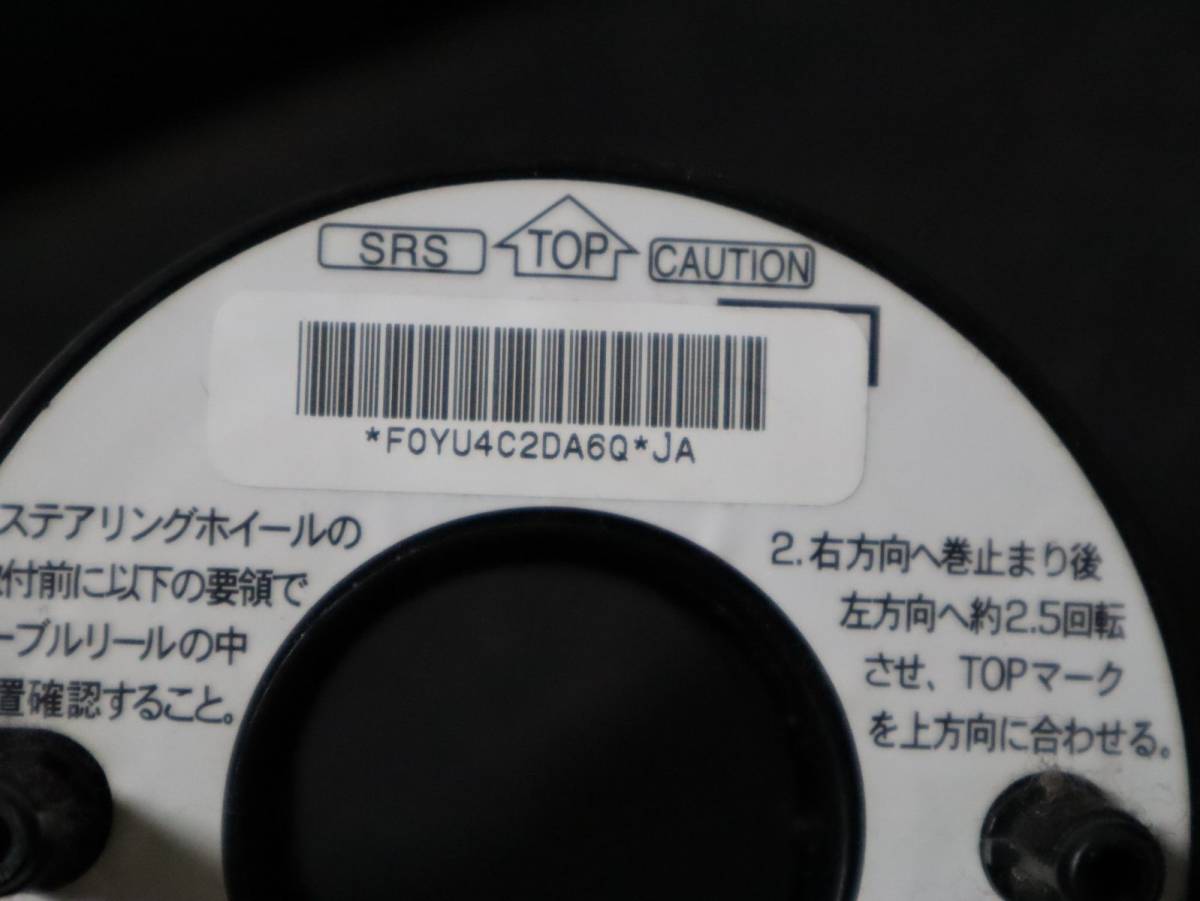 SRS
TOP
CAUTION
*F0YU4C2DA6Q*JA
ステアリングホイールの
付前に以下の要領で
ーブルリールの中
置確認すること。
2.右方向へ巻止まり後
左方向へ約2.5回転
させ、TOPマーク
を上方向に合わせる。